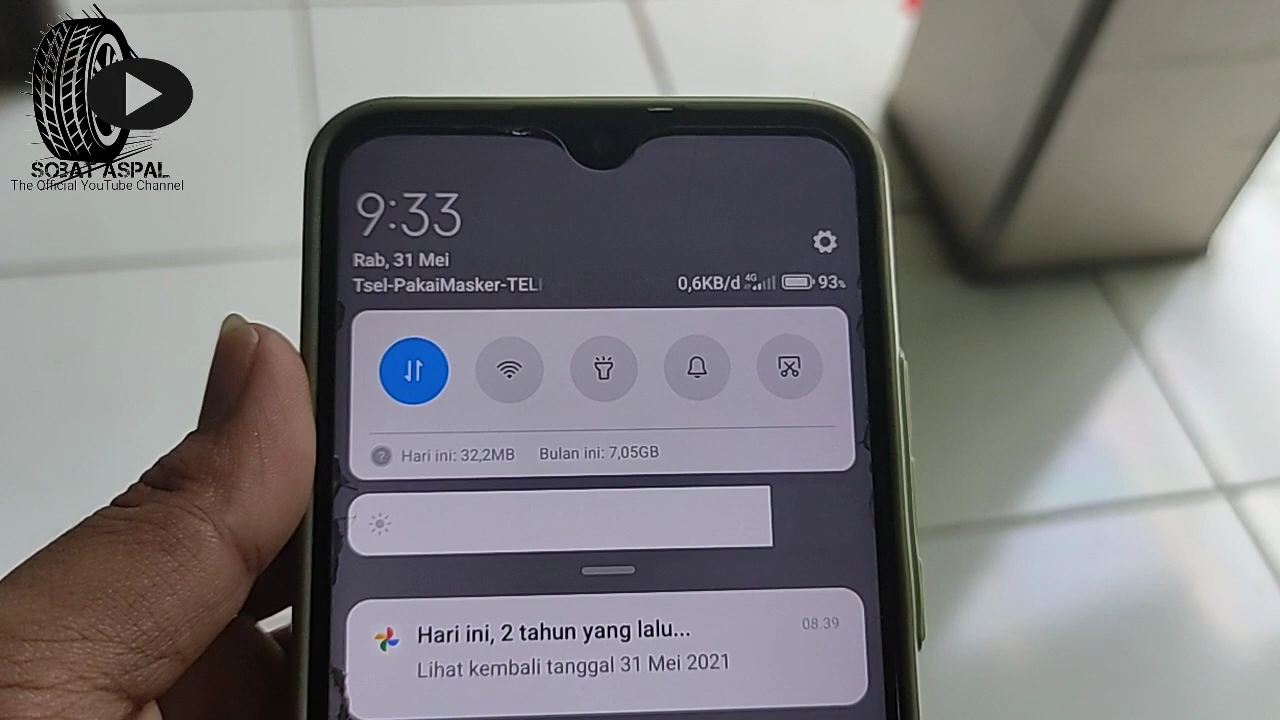 SOBAT ASPAL
The Official YouTube Channel
9:33
Rab, 31 Mei
Tsel-PakaiMasker-TEL
0,6KB/d 4G 93%
Hari ini: 32,2MB Bulan ini: 7,05GB
Hari ini, 2 tahun yang lalu... 08.39
Lihat kembali tanggal 31 Mei 2021